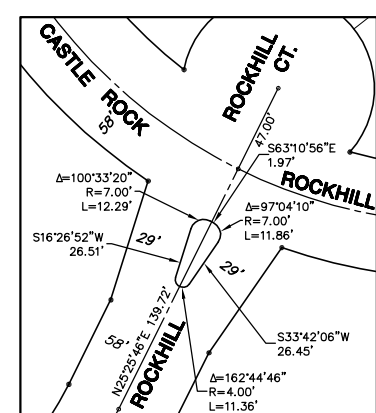 CASTLE ROCK
58'
ROCKHILL
CT.
47.00'
S63°10'56"E
1.97'
ROCKHILL
Δ=100°33'20"
R=7.00'
L=12.29'
Δ=97°04'10"
R=7.00'
L=11.86'
S16°26'52"W
26.51'
29'
29'
S33°42'06"W
26.45'
58'
N25°25'46"E 139.72'
ROCKHILL
Δ=162°44'46"
R=4.00'
L=11.36'